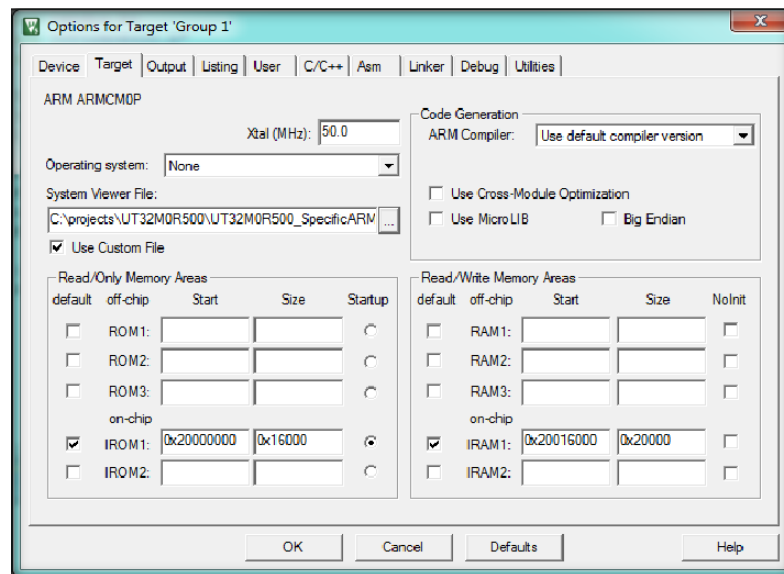 Options for Target 'Group 1'
Device Target Output Listing User C/C++ Asm Linker Debug Utilities
ARM ARMCM0P
Xtal (MHz): 50.0
Operating system: None
System Viewer File:
C:\projects\UT32M0R500\UT32M0R500_SpecificARM ...
Use Custom File
Code Generation
ARM Compiler: Use default compiler version
Use Cross-Module Optimization
Use MicroLIB Big Endian
Read/Only Memory Areas
default off-chip Start Size Startup
ROM1:
ROM2:
ROM3:
on-chip
IROM1: 0x20000000 0x16000
IROM2:
Read/Write Memory Areas
default off-chip Start Size NoInit
RAM1:
RAM2:
RAM3:
on-chip
IRAM1: 0x20016000 0x20000
IRAM2:
OK Cancel Defaults Help